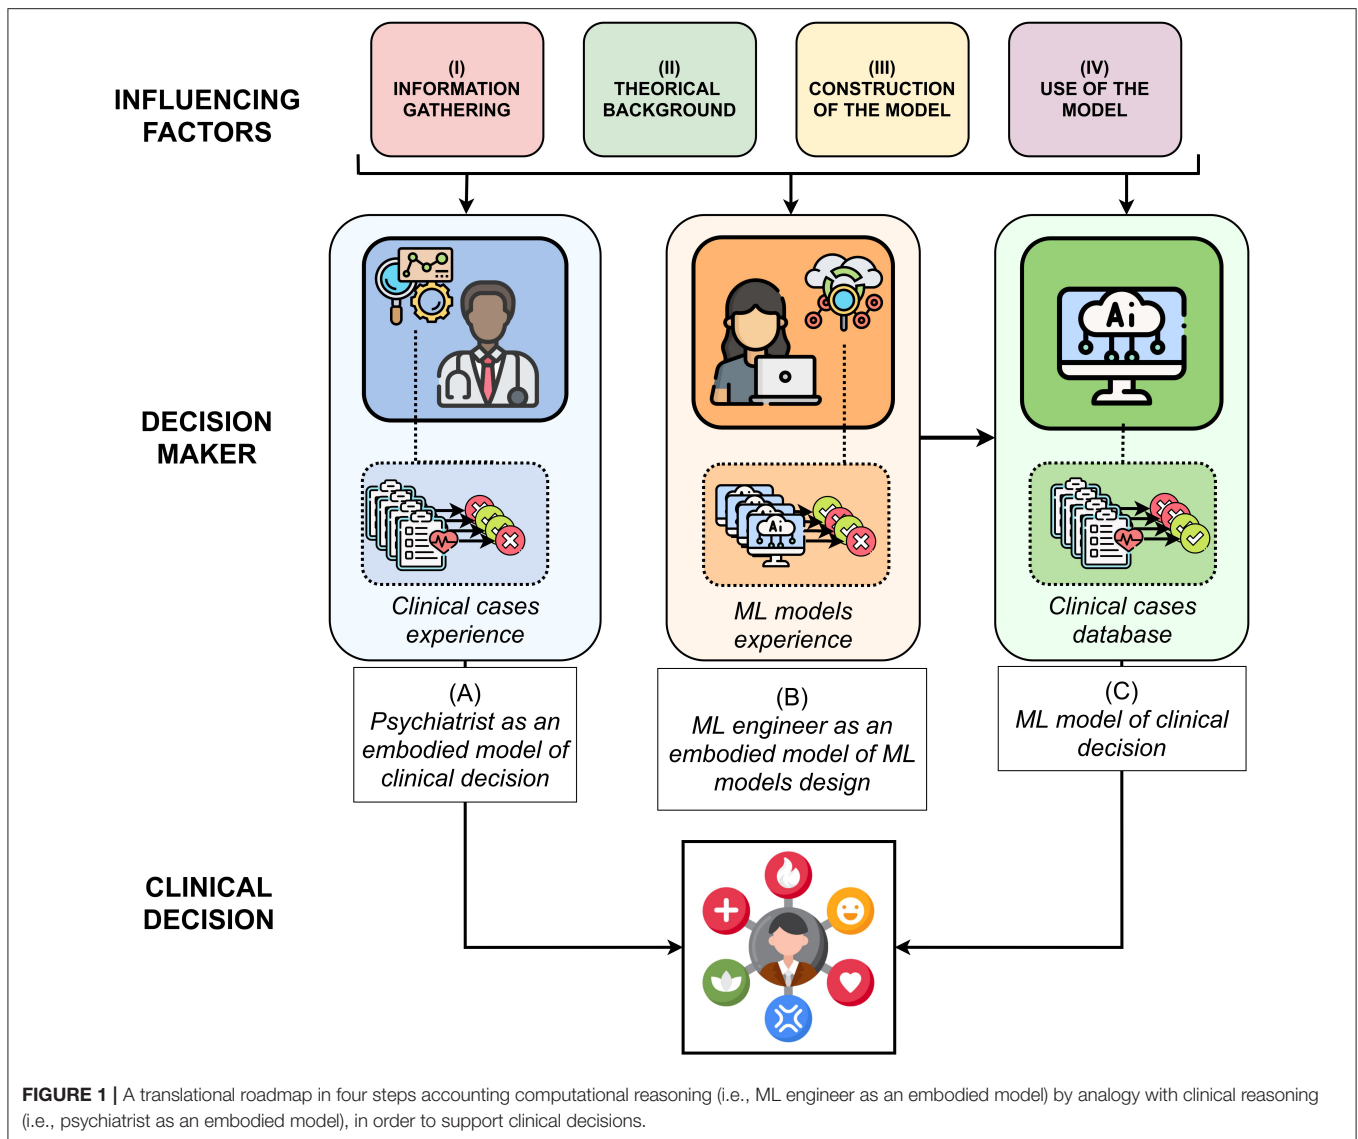 INFLUENCING
FACTORS
(I)
INFORMATION
GATHERING
(II)
THEORICAL
BACKGROUND
(III)
CONSTRUCTION
OF THE MODEL
(IV)
USE OF THE
MODEL
DECISION
MAKER
Ai
Ai
Clinical cases
experience
ML models
experience
Clinical cases
database
(A)
Psychiatrist as an
embodied model of
clinical decision
(B)
ML engineer as an
embodied model of ML
models design
(C)
ML model of clinical
decision
CLINICAL
DECISION
FIGURE 1 | A translational roadmap in four steps accounting computational reasoning (i.e., ML engineer as an embodied model) by analogy with clinical reasoning
(i.e., psychiatrist as an embodied model), in order to support clinical decisions.